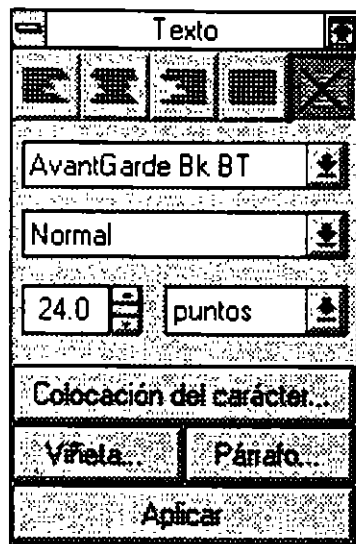 Texto
AvantGarde Bk BT
Normal
24.0 puntos
Colocación del carácter...
Viñeta... Párrafo...
Aplicar